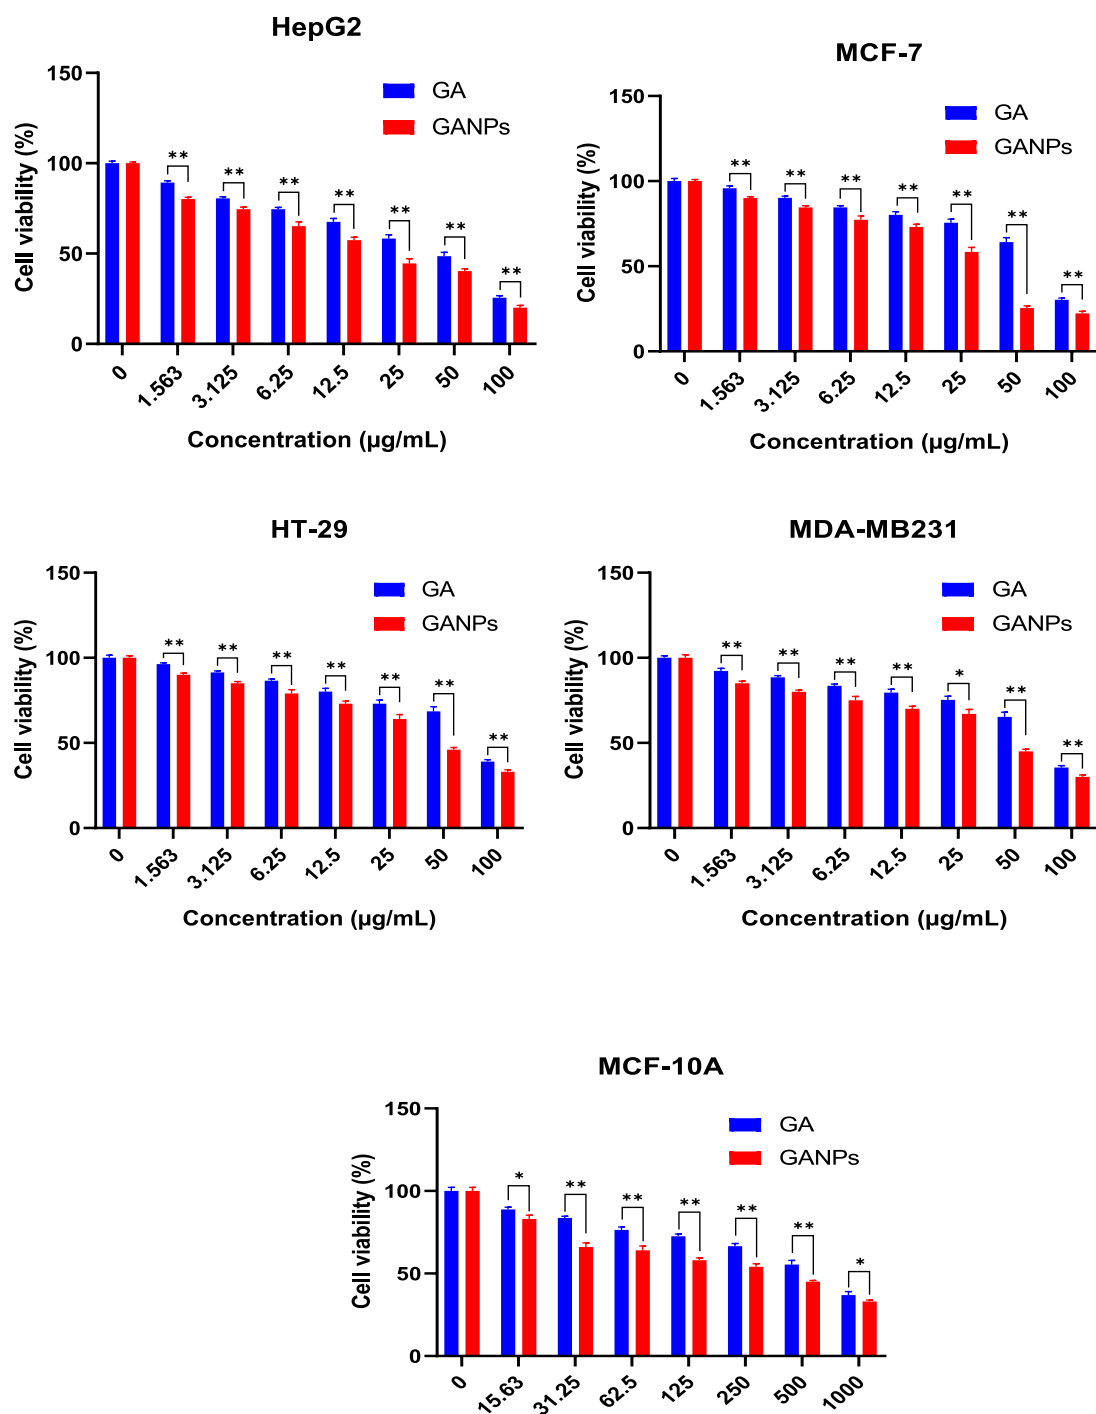 HepG2
GA
GANPs
Cell viability (%)
150
100
50
0
** ** ** ** ** ** **
0 1.563 3.125 6.25 12.5 25 50 100
Concentration (µg/mL)
MCF-7
GA
GANPs
Cell viability (%)
150
100
50
0
** ** ** ** ** ** **
0 1.563 3.125 6.25 12.5 25 50 100
Concentration (µg/mL)
HT-29
GA
GANPs
Cell viability (%)
150
100
50
0
** ** ** ** ** ** **
0 1.563 3.125 6.25 12.5 25 50 100
Concentration (µg/mL)
MDA-MB231
GA
GANPs
Cell viability (%)
150
100
50
0
** ** ** ** * ** **
0 1.563 3.125 6.25 12.5 25 50 100
Concentration (µg/mL)
MCF-10A
GA
GANPs
Cell viability (%)
150
100
50
0
* ** ** ** ** ** *
0 15.63 31.25 62.5 125 250 500 1000